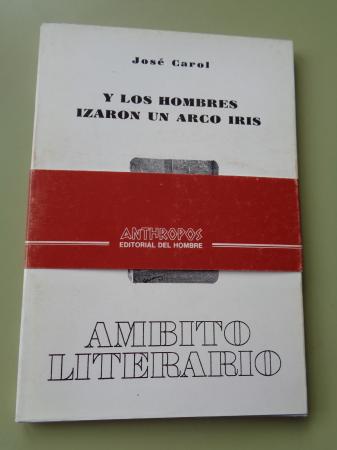 José Carol
Y LOS HOMBRES
IZARON UN ARCO IRIS
ANTHROPOS
EDITORIAL DEL HOMBRE
AMBITO
LITERARIO